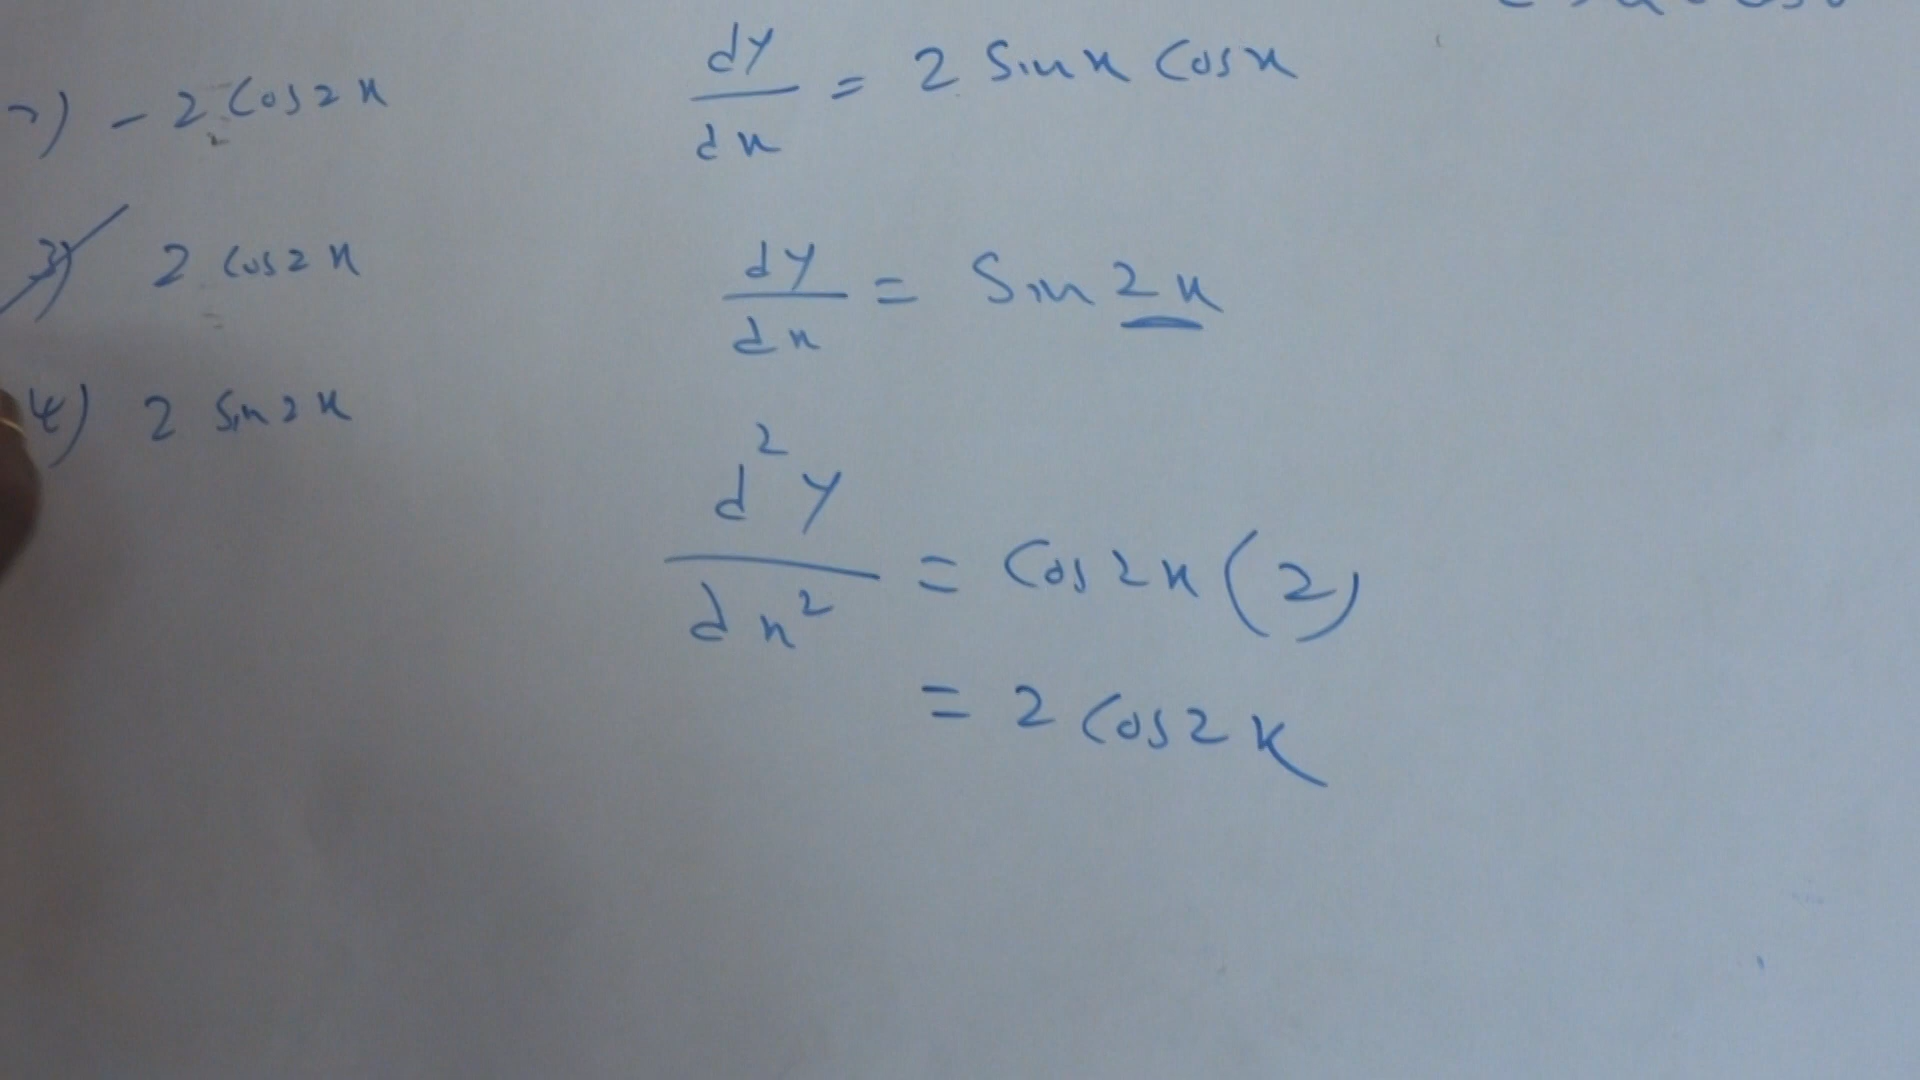 dy/dx = 2 Sin x Cos x
2) - 2 Cos 2x
dy/dx = Sin 2x
3) 2 Cos 2x
4) 2 Sin 2x
d²y/dx² = Cos 2x (2)
= 2 Cos 2x